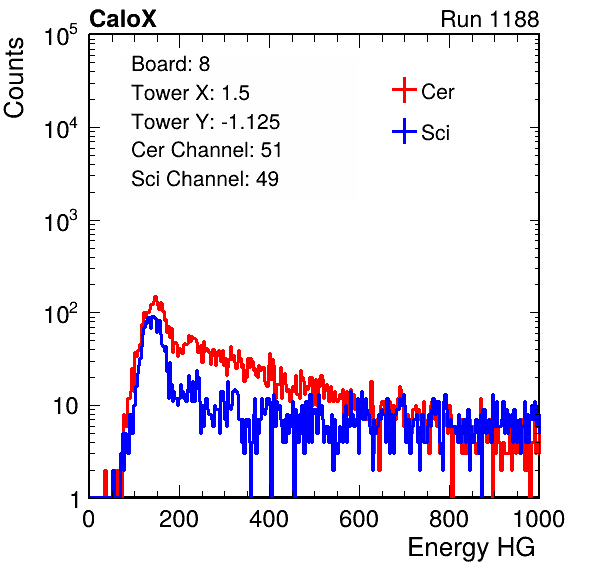 CaloX Run 1188
Counts
Board: 8
Tower X: 1.5
Tower Y: -1.125
Cer Channel: 51
Sci Channel: 49
Cer
Sci
10^5
10^4
10^3
10^2
10
1
0 200 400 600 800 1000
Energy HG